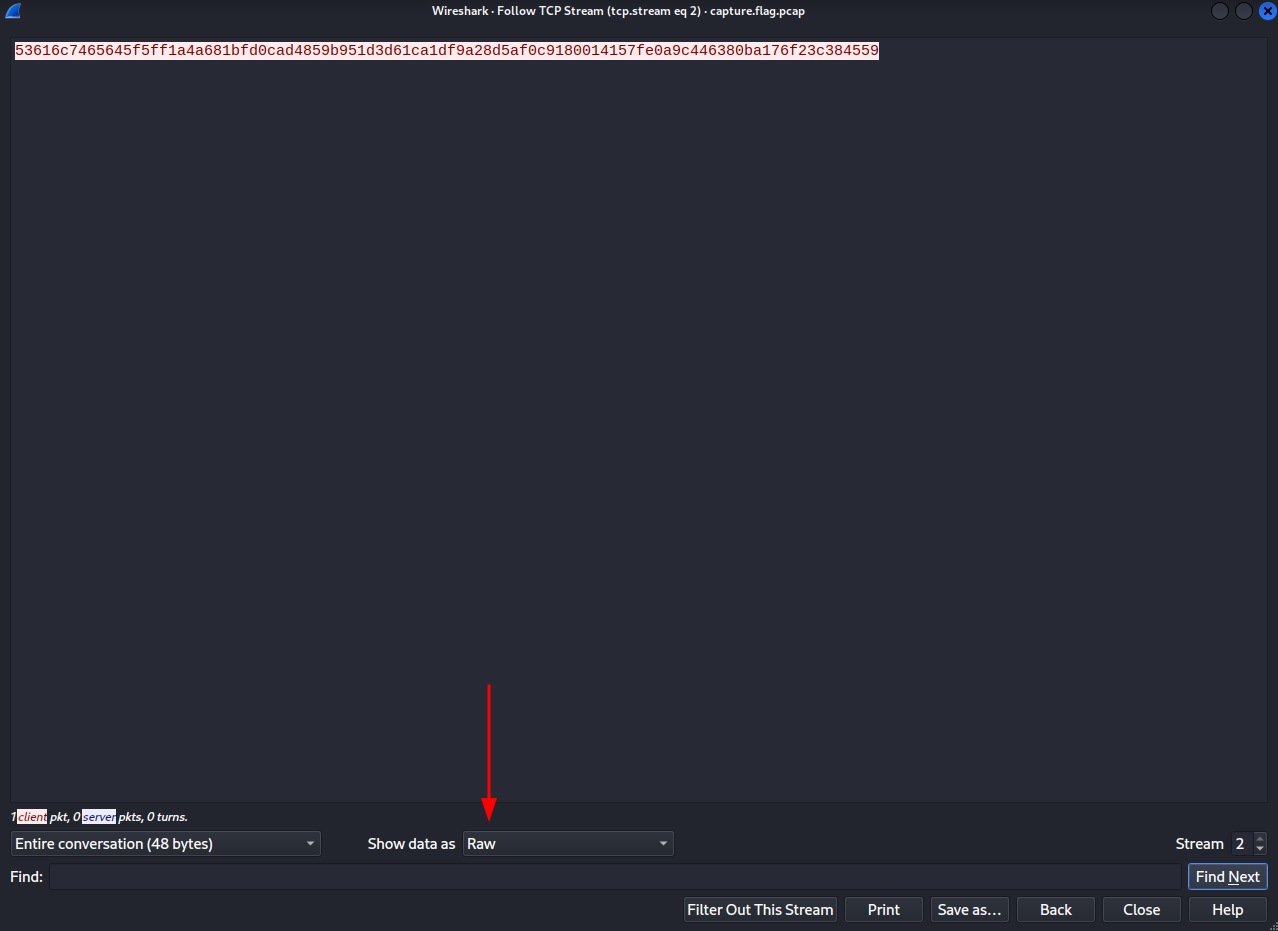 Wireshark · Follow TCP Stream (tcp.stream eq 2) · capture.flag.pcap
53616c7465645f5ff1a4a681bfd0cad4859b951d3d61ca1df9a28d5af0c9180014157fe0a9c446380ba176f23c384559
1 client pkt, 0 server pkts, 0 turns.
Entire conversation (48 bytes) Show data as Raw Stream 2
Find: Find Next
Filter Out This Stream Print Save as… Back Close Help